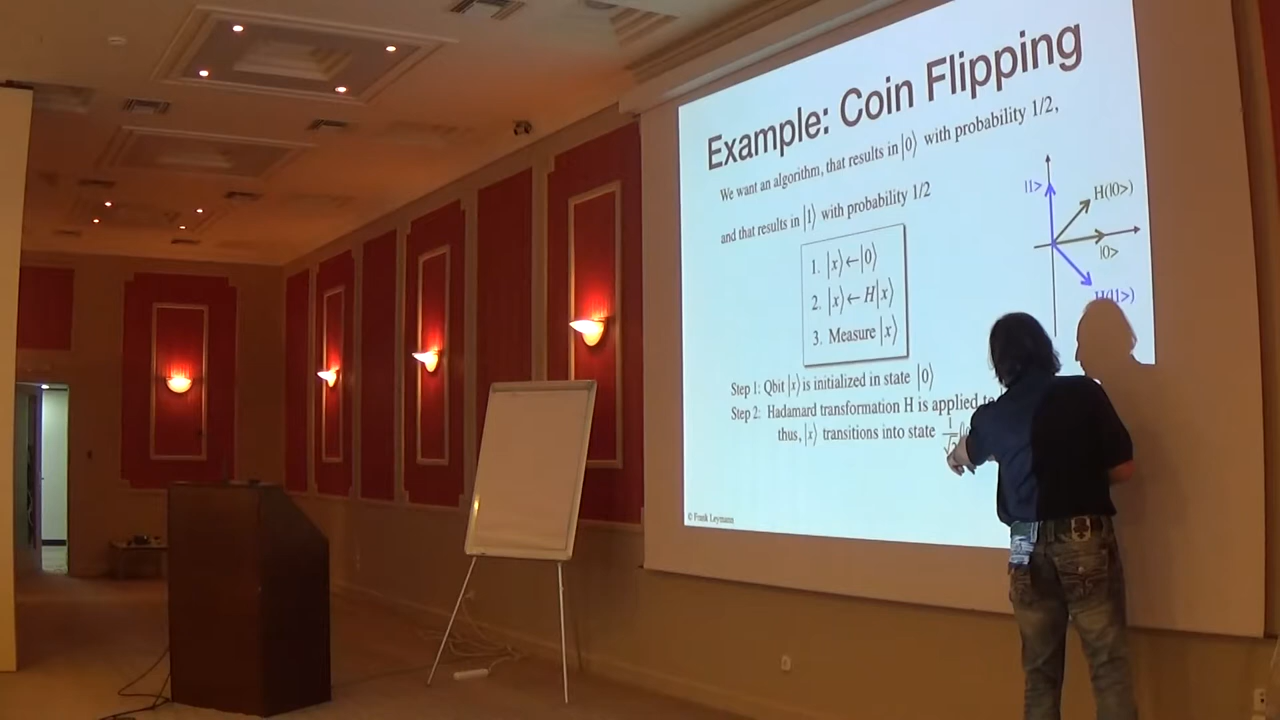 Example: Coin Flipping
We want an algorithm, that results in |0⟩ with probability 1/2,
and that results in |1⟩ with probability 1/2
1. |x⟩←|0⟩
2. |x⟩←H|x⟩
3. Measure |x⟩
|1>
H(|0>)
|0>
H(|1>)
Step 1: Qbit |x⟩ is initialized in state |0⟩
Step 2: Hadamard transformation H is applied to
thus, |x⟩ transitions into state
© Frank Leymann